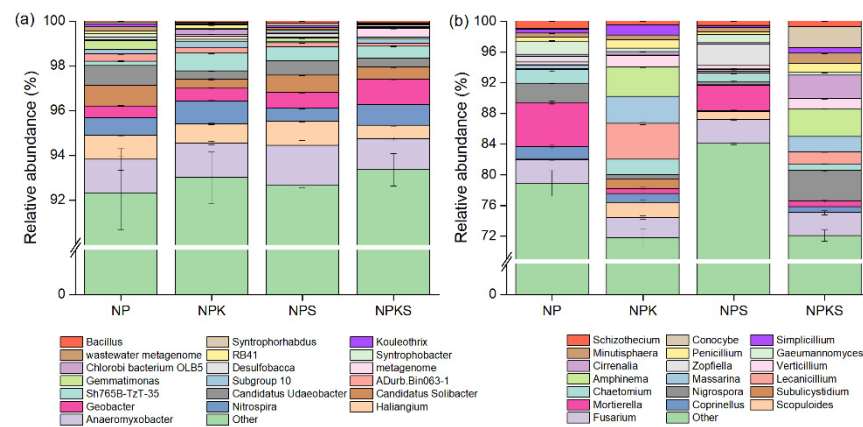 (a)
Relative abundance (%)
100
98
96
94
92
0
NP NPK NPS NPKS
Bacillus Syntrophorhabdus Kouleothrix
wastewater metagenome RB41 Syntrophobacter
Chlorobi bacterium OLB5 Desulfobacca metagenome
Gemmatimonas Subgroup 10 ADurb.Bin063-1
Sh765B-TzT-35 Candidatus Udaeobacter Candidatus Solibacter
Geobacter Nitrospira Haliangium
Anaeromyxobacter Other
(b)
Relative abundance (%)
100
96
92
88
84
80
76
72
0
NP NPK NPS NPKS
Schizothecium Conocybe Simplicillium
Minutisphaera Penicillium Gaeumannomyces
Cirrenalia Zopfiella Verticillium
Amphinema Massarina Lecanicillium
Chaetomium Nigrospora Subulicystidium
Mortierella Coprinellus Scopuloides
Fusarium Other